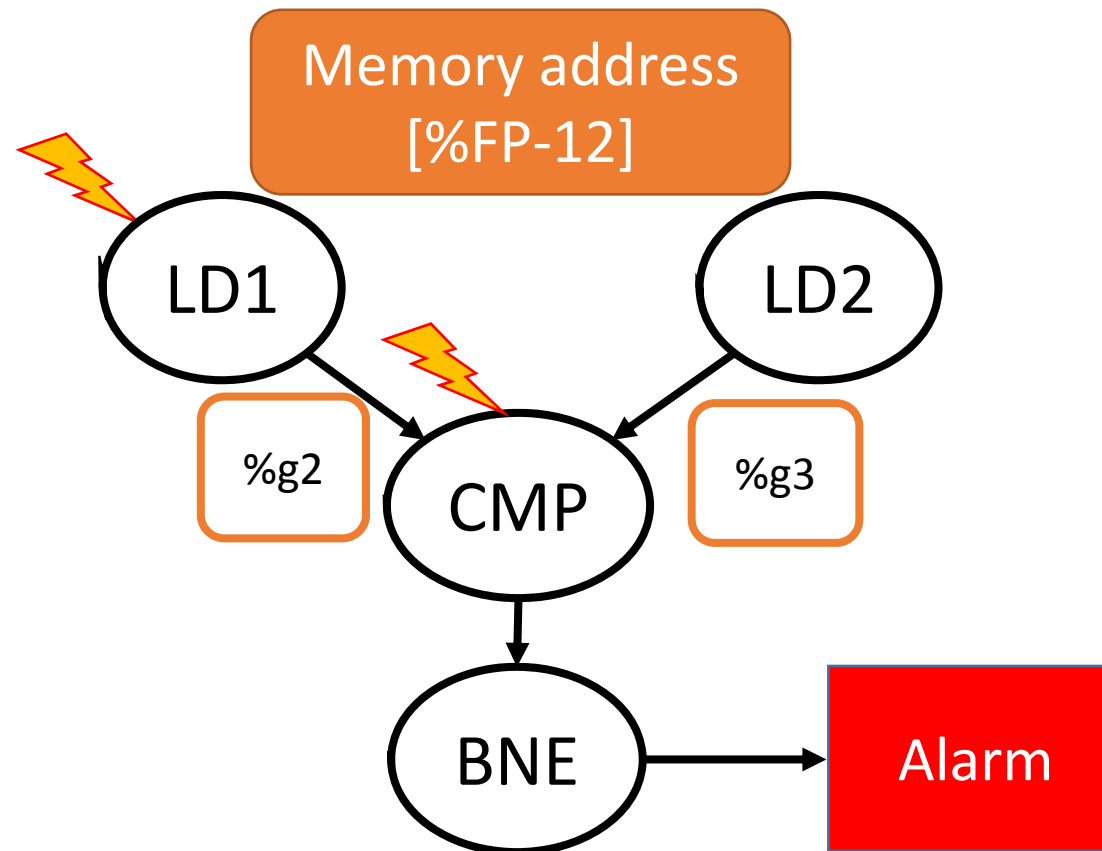 Memory address
[%FP-12]
LD1
LD2
%g2
%g3
CMP
BNE
Alarm